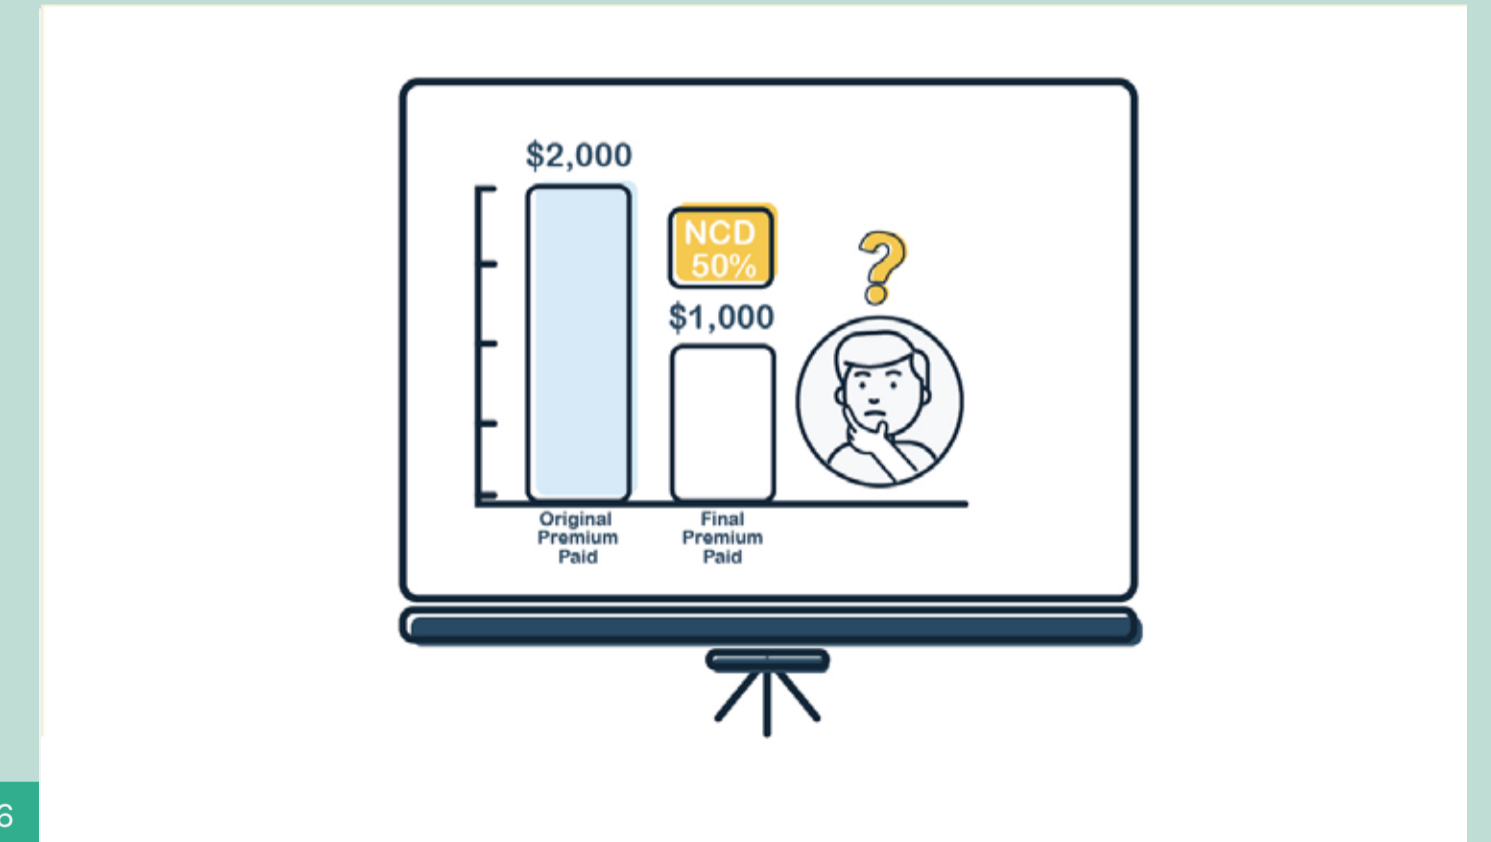 $2,000
NCD
50%
$1,000
Original
Premium
Paid
Final
Premium
Paid
6